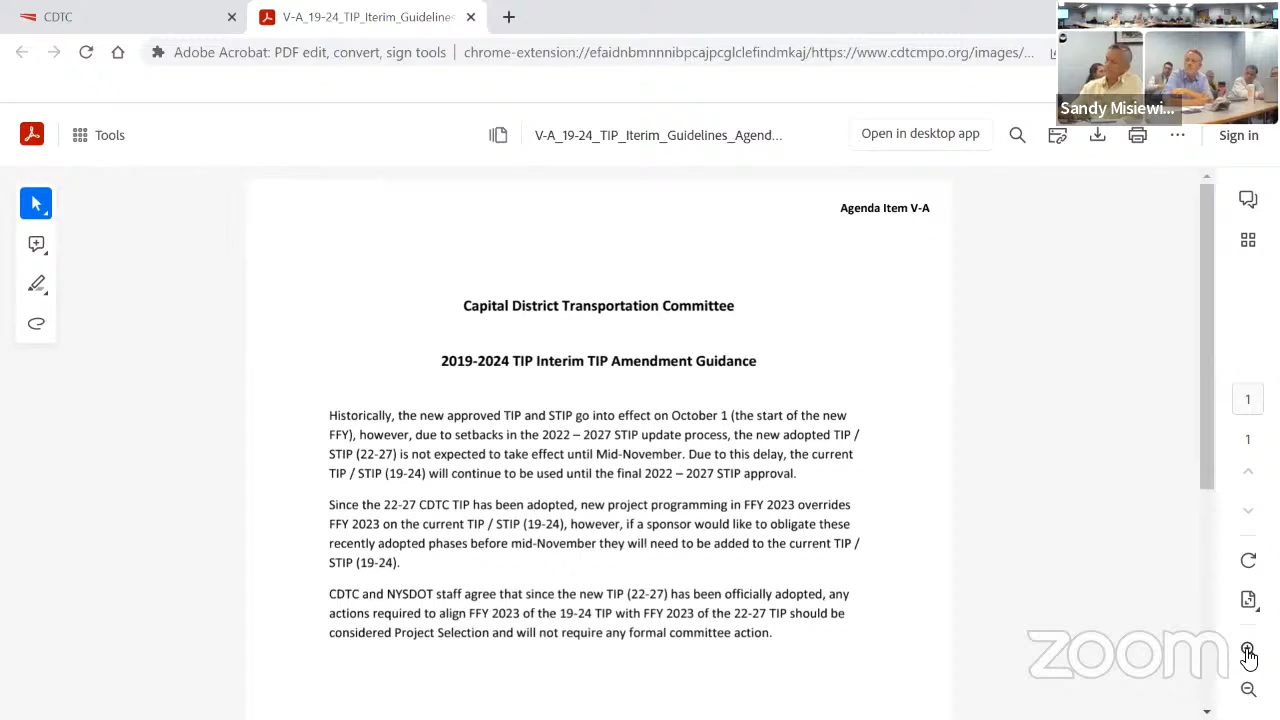 CDTC
V-A_19-24_TIP_Iterim_Guidelines
Adobe Acrobat: PDF edit, convert, sign tools
chrome-extension://efaidnbmnnnibpcajpcglclefindmkaj/https://www.cdtcmpo.org/images/...
Sandy Misiewi...
Tools
V-A_19-24_TIP_Iterim_Guidelines_Agend...
Open in desktop app
Sign in
Agenda Item V-A
Capital District Transportation Committee
2019-2024 TIP Interim TIP Amendment Guidance
Historically, the new approved TIP and STIP go into effect on October 1 (the start of the new
FFY), however, due to setbacks in the 2022 – 2027 STIP update process, the new adopted TIP /
STIP (22-27) is not expected to take effect until Mid-November. Due to this delay, the current
TIP / STIP (19-24) will continue to be used until the final 2022 – 2027 STIP approval.
Since the 22-27 CDTC TIP has been adopted, new project programming in FFY 2023 overrides
FFY 2023 on the current TIP / STIP (19-24), however, if a sponsor would like to obligate these
recently adopted phases before mid-November they will need to be added to the current TIP /
STIP (19-24).
CDTC and NYSDOT staff agree that since the new TIP (22-27) has been officially adopted, any
actions required to align FFY 2023 of the 19-24 TIP with FFY 2023 of the 22-27 TIP should be
considered Project Selection and will not require any formal committee action.
1
1
zoom